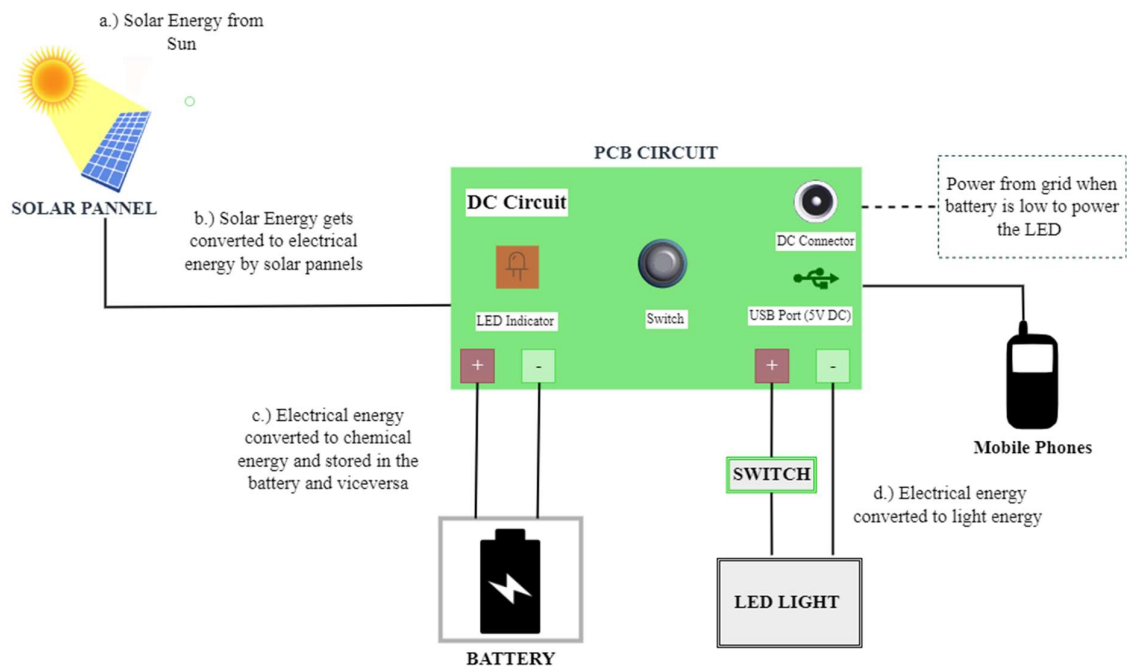 a.) Solar Energy from
Sun
SOLAR PANNEL
b.) Solar Energy gets
converted to electrical
energy by solar pannels
PCB CIRCUIT
DC Circuit
DC Connector
LED Indicator
Switch
USB Port (5V DC)
+
-
+
-
Power from grid when
battery is low to power
the LED
Mobile Phones
c.) Electrical energy
converted to chemical
energy and stored in the
battery and viceversa
SWITCH
d.) Electrical energy
converted to light energy
BATTERY
LED LIGHT